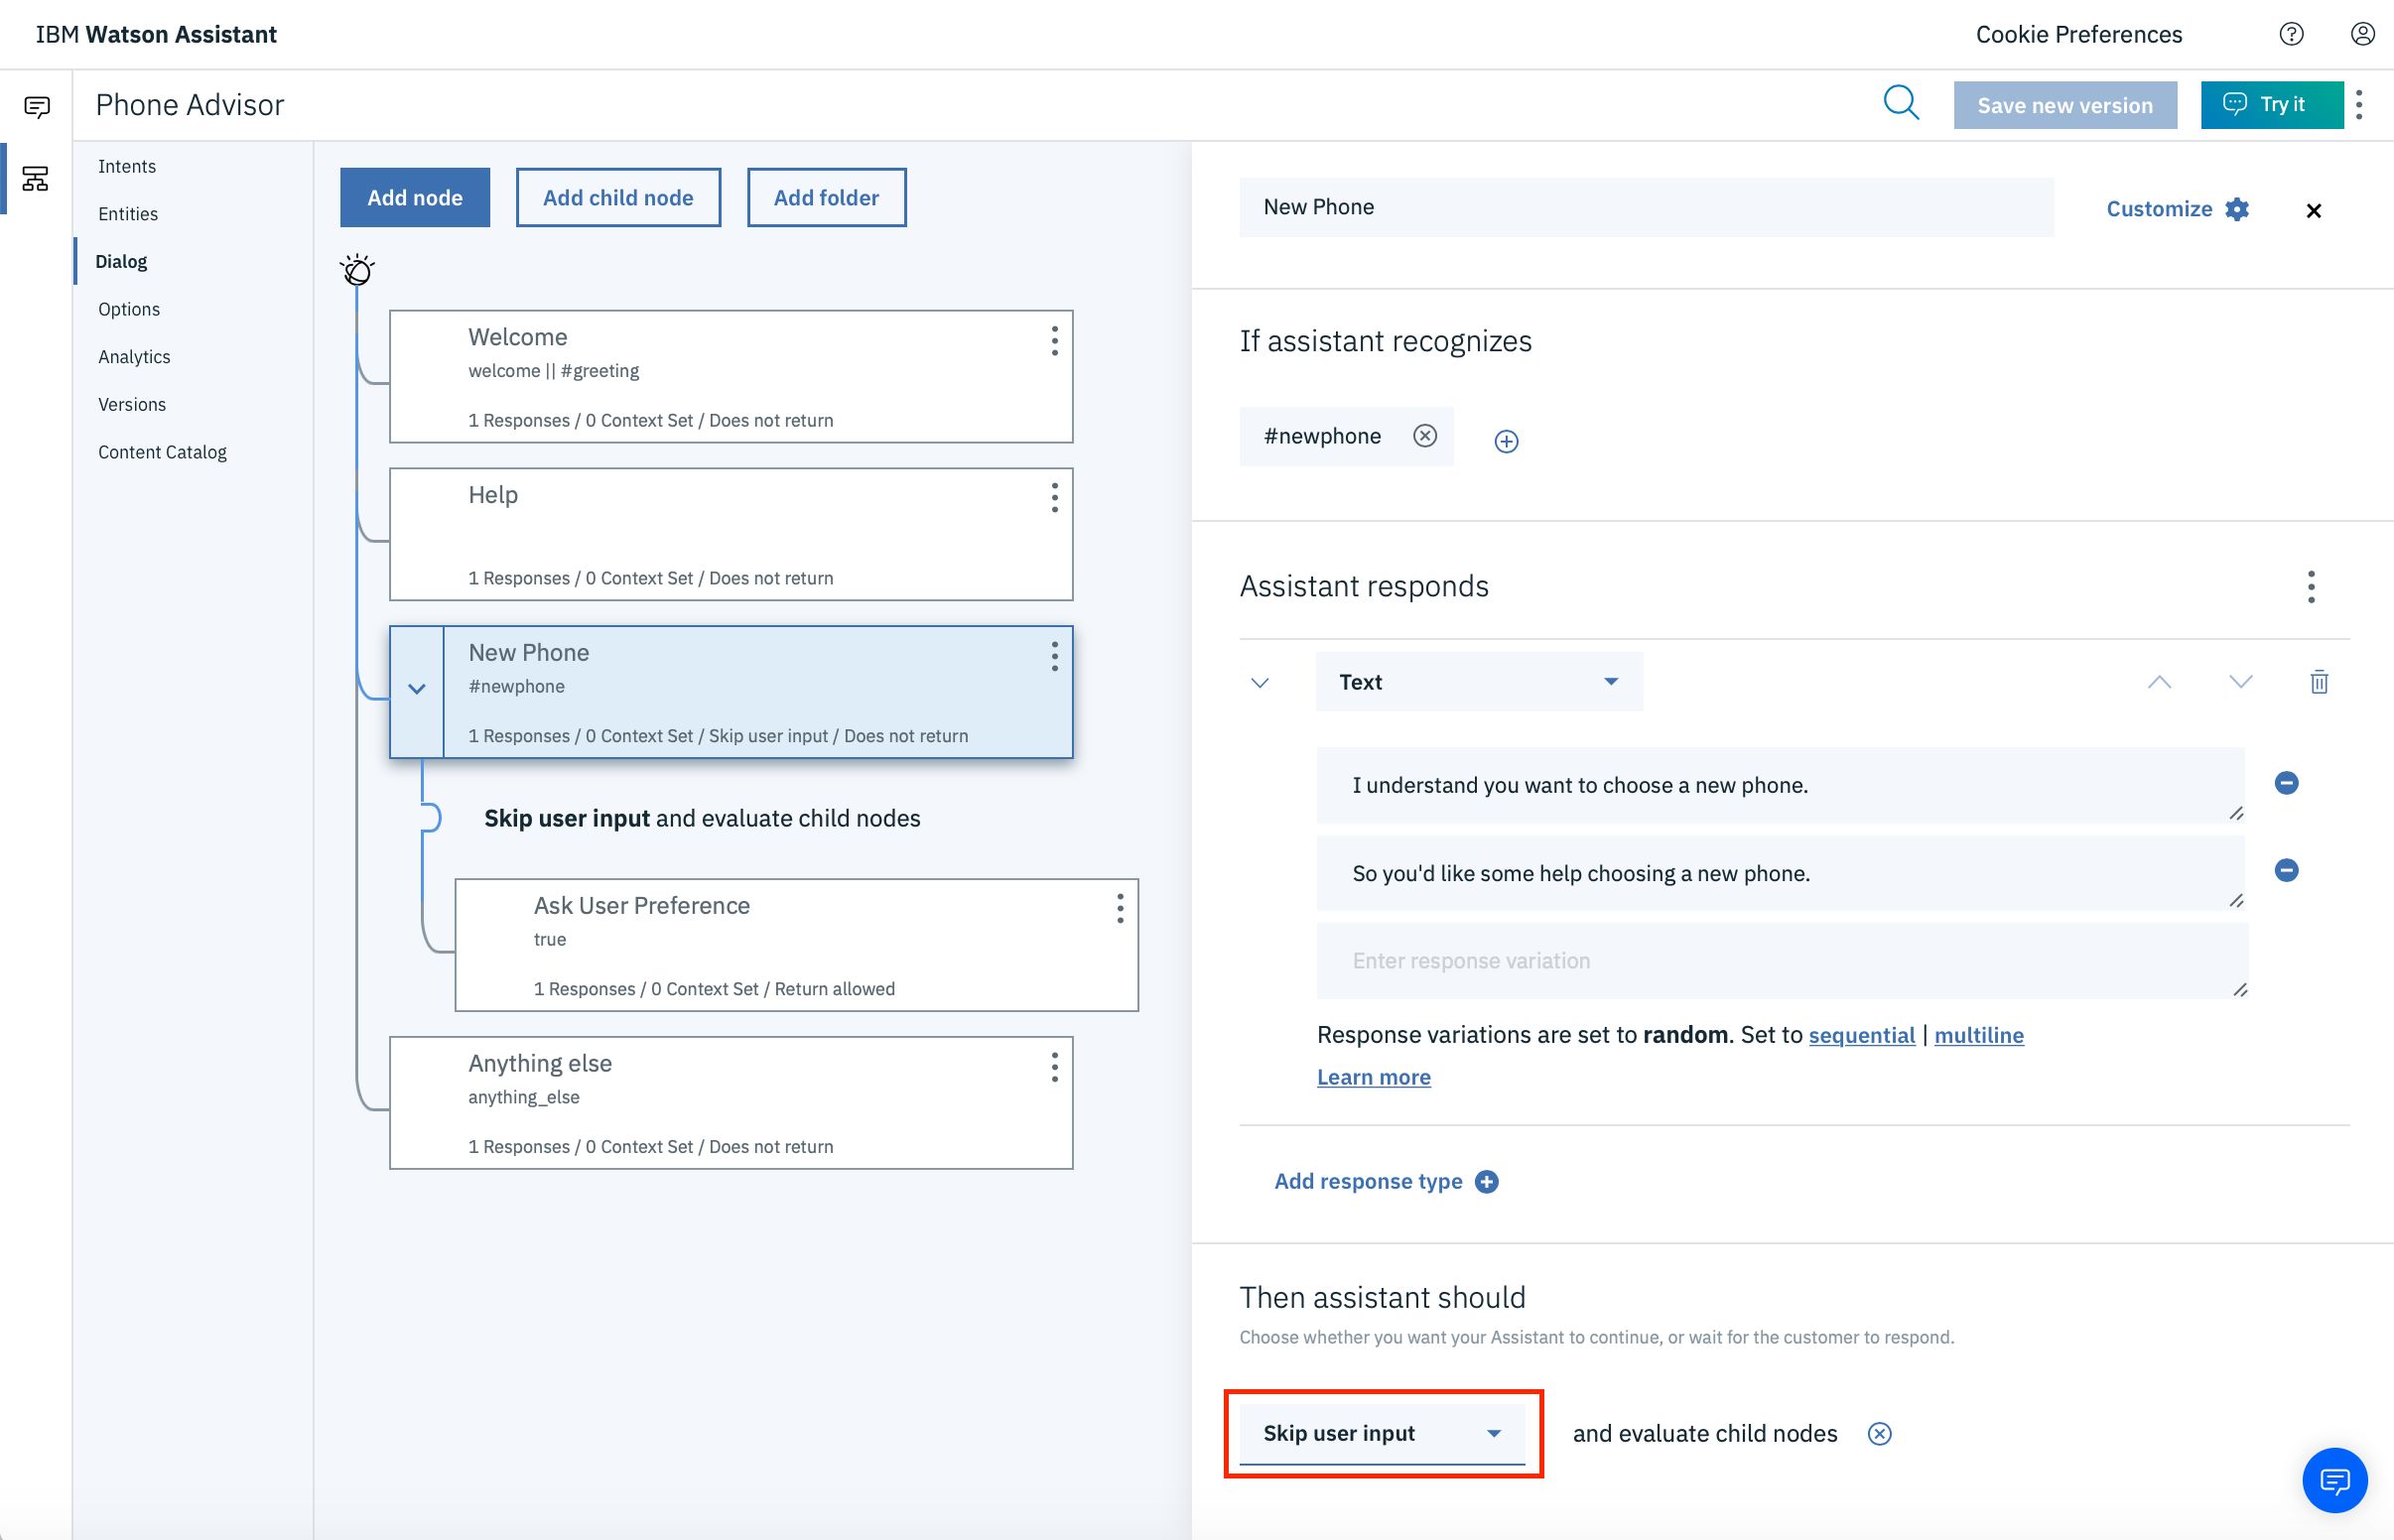 IBM Watson Assistant
Cookie Preferences
Phone Advisor
Save new version
Try it
Intents
Entities
Dialog
Options
Analytics
Versions
Content Catalog
Add node
Add child node
Add folder
Welcome
welcome || #greeting
1 Responses / 0 Context Set / Does not return
Help
1 Responses / 0 Context Set / Does not return
New Phone
#newphone
1 Responses / 0 Context Set / Skip user input / Does not return
Skip user input and evaluate child nodes
Ask User Preference
true
1 Responses / 0 Context Set / Return allowed
Anything else
anything_else
1 Responses / 0 Context Set / Does not return
New Phone
Customize
If assistant recognizes
#newphone
Assistant responds
Text
I understand you want to choose a new phone.
So you'd like some help choosing a new phone.
Enter response variation
Response variations are set to random. Set to sequential | multiline
Learn more
Add response type
Then assistant should
Choose whether you want your Assistant to continue, or wait for the customer to respond.
Skip user input
and evaluate child nodes